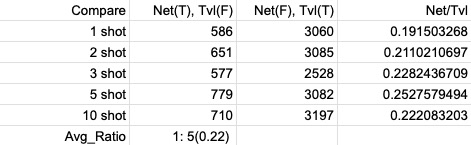 Compare Net(T), Tvl(F) Net(F), Tvl(T) Net/Tvl
1 shot 586 3060 0.191503268
2 shot 651 3085 0.2110210697
3 shot 577 2528 0.2282436709
5 shot 779 3082 0.2527579494
10 shot 710 3197 0.222083203
Avg_Ratio 1: 5(0.22)